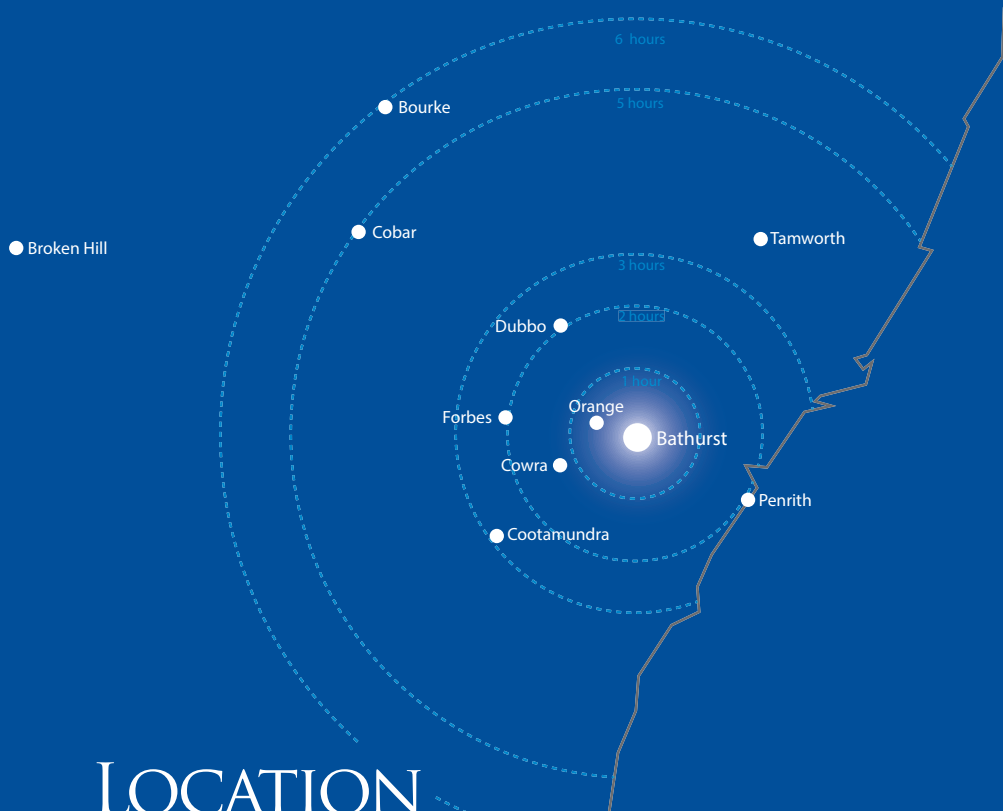 6 hours
5 hours
Bourke
Cobar
Tamworth
Broken Hill
3 hours
2 hours
Dubbo
1 hour
Orange
Forbes
Bathurst
Cowra
Penrith
Cootamundra
LOCATION